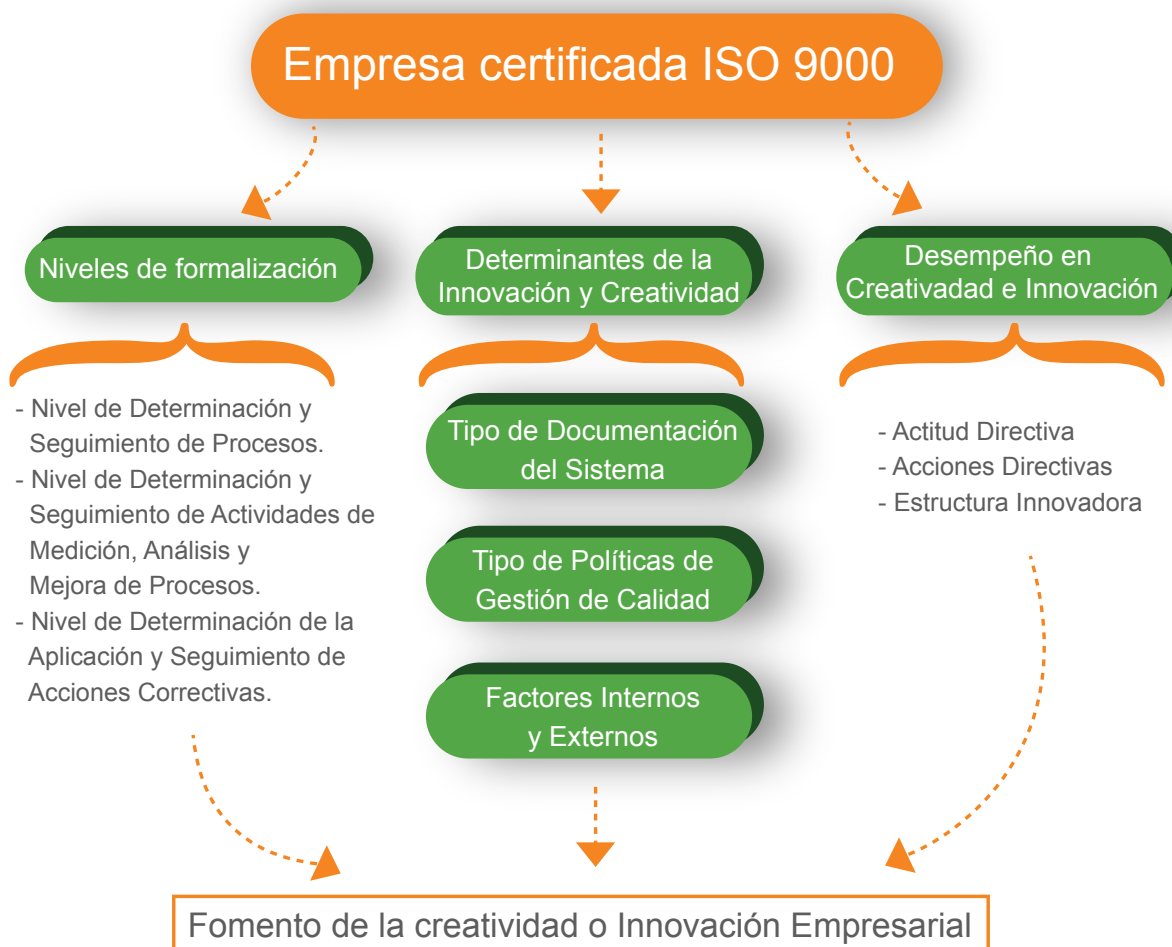 Empresa certificada ISO 9000
Niveles de formalización
- Nivel de Determinación y
Seguimiento de Procesos.
- Nivel de Determinación y
Seguimiento de Actividades de
Medición, Análisis y
Mejora de Procesos.
- Nivel de Determinación de la
Aplicación y Seguimiento de
Acciones Correctivas.
Determinantes de la
Innovación y Creatividad
Tipo de Documentación
del Sistema
Tipo de Políticas de
Gestión de Calidad
Factores Internos
y Externos
Desempeño en
Creativadad e Innovación
- Actitud Directiva
- Acciones Directivas
- Estructura Innovadora
Fomento de la creatividad o Innovación Empresarial